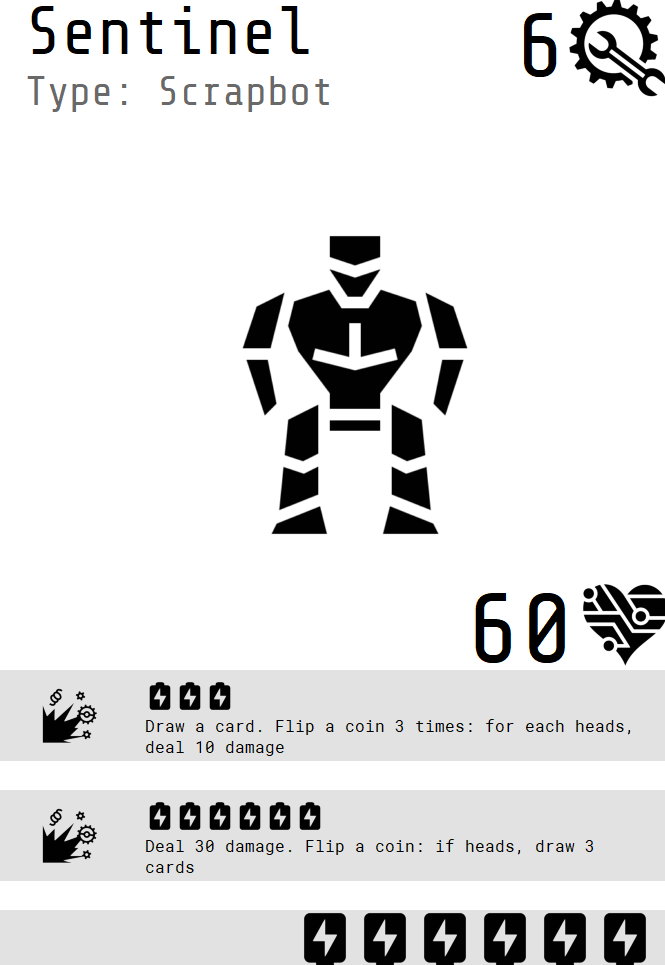 Sentinel
6
Type: Scrapbot
60
Draw a card. Flip a coin 3 times: for each heads,
deal 10 damage
Deal 30 damage. Flip a coin: if heads, draw 3
cards